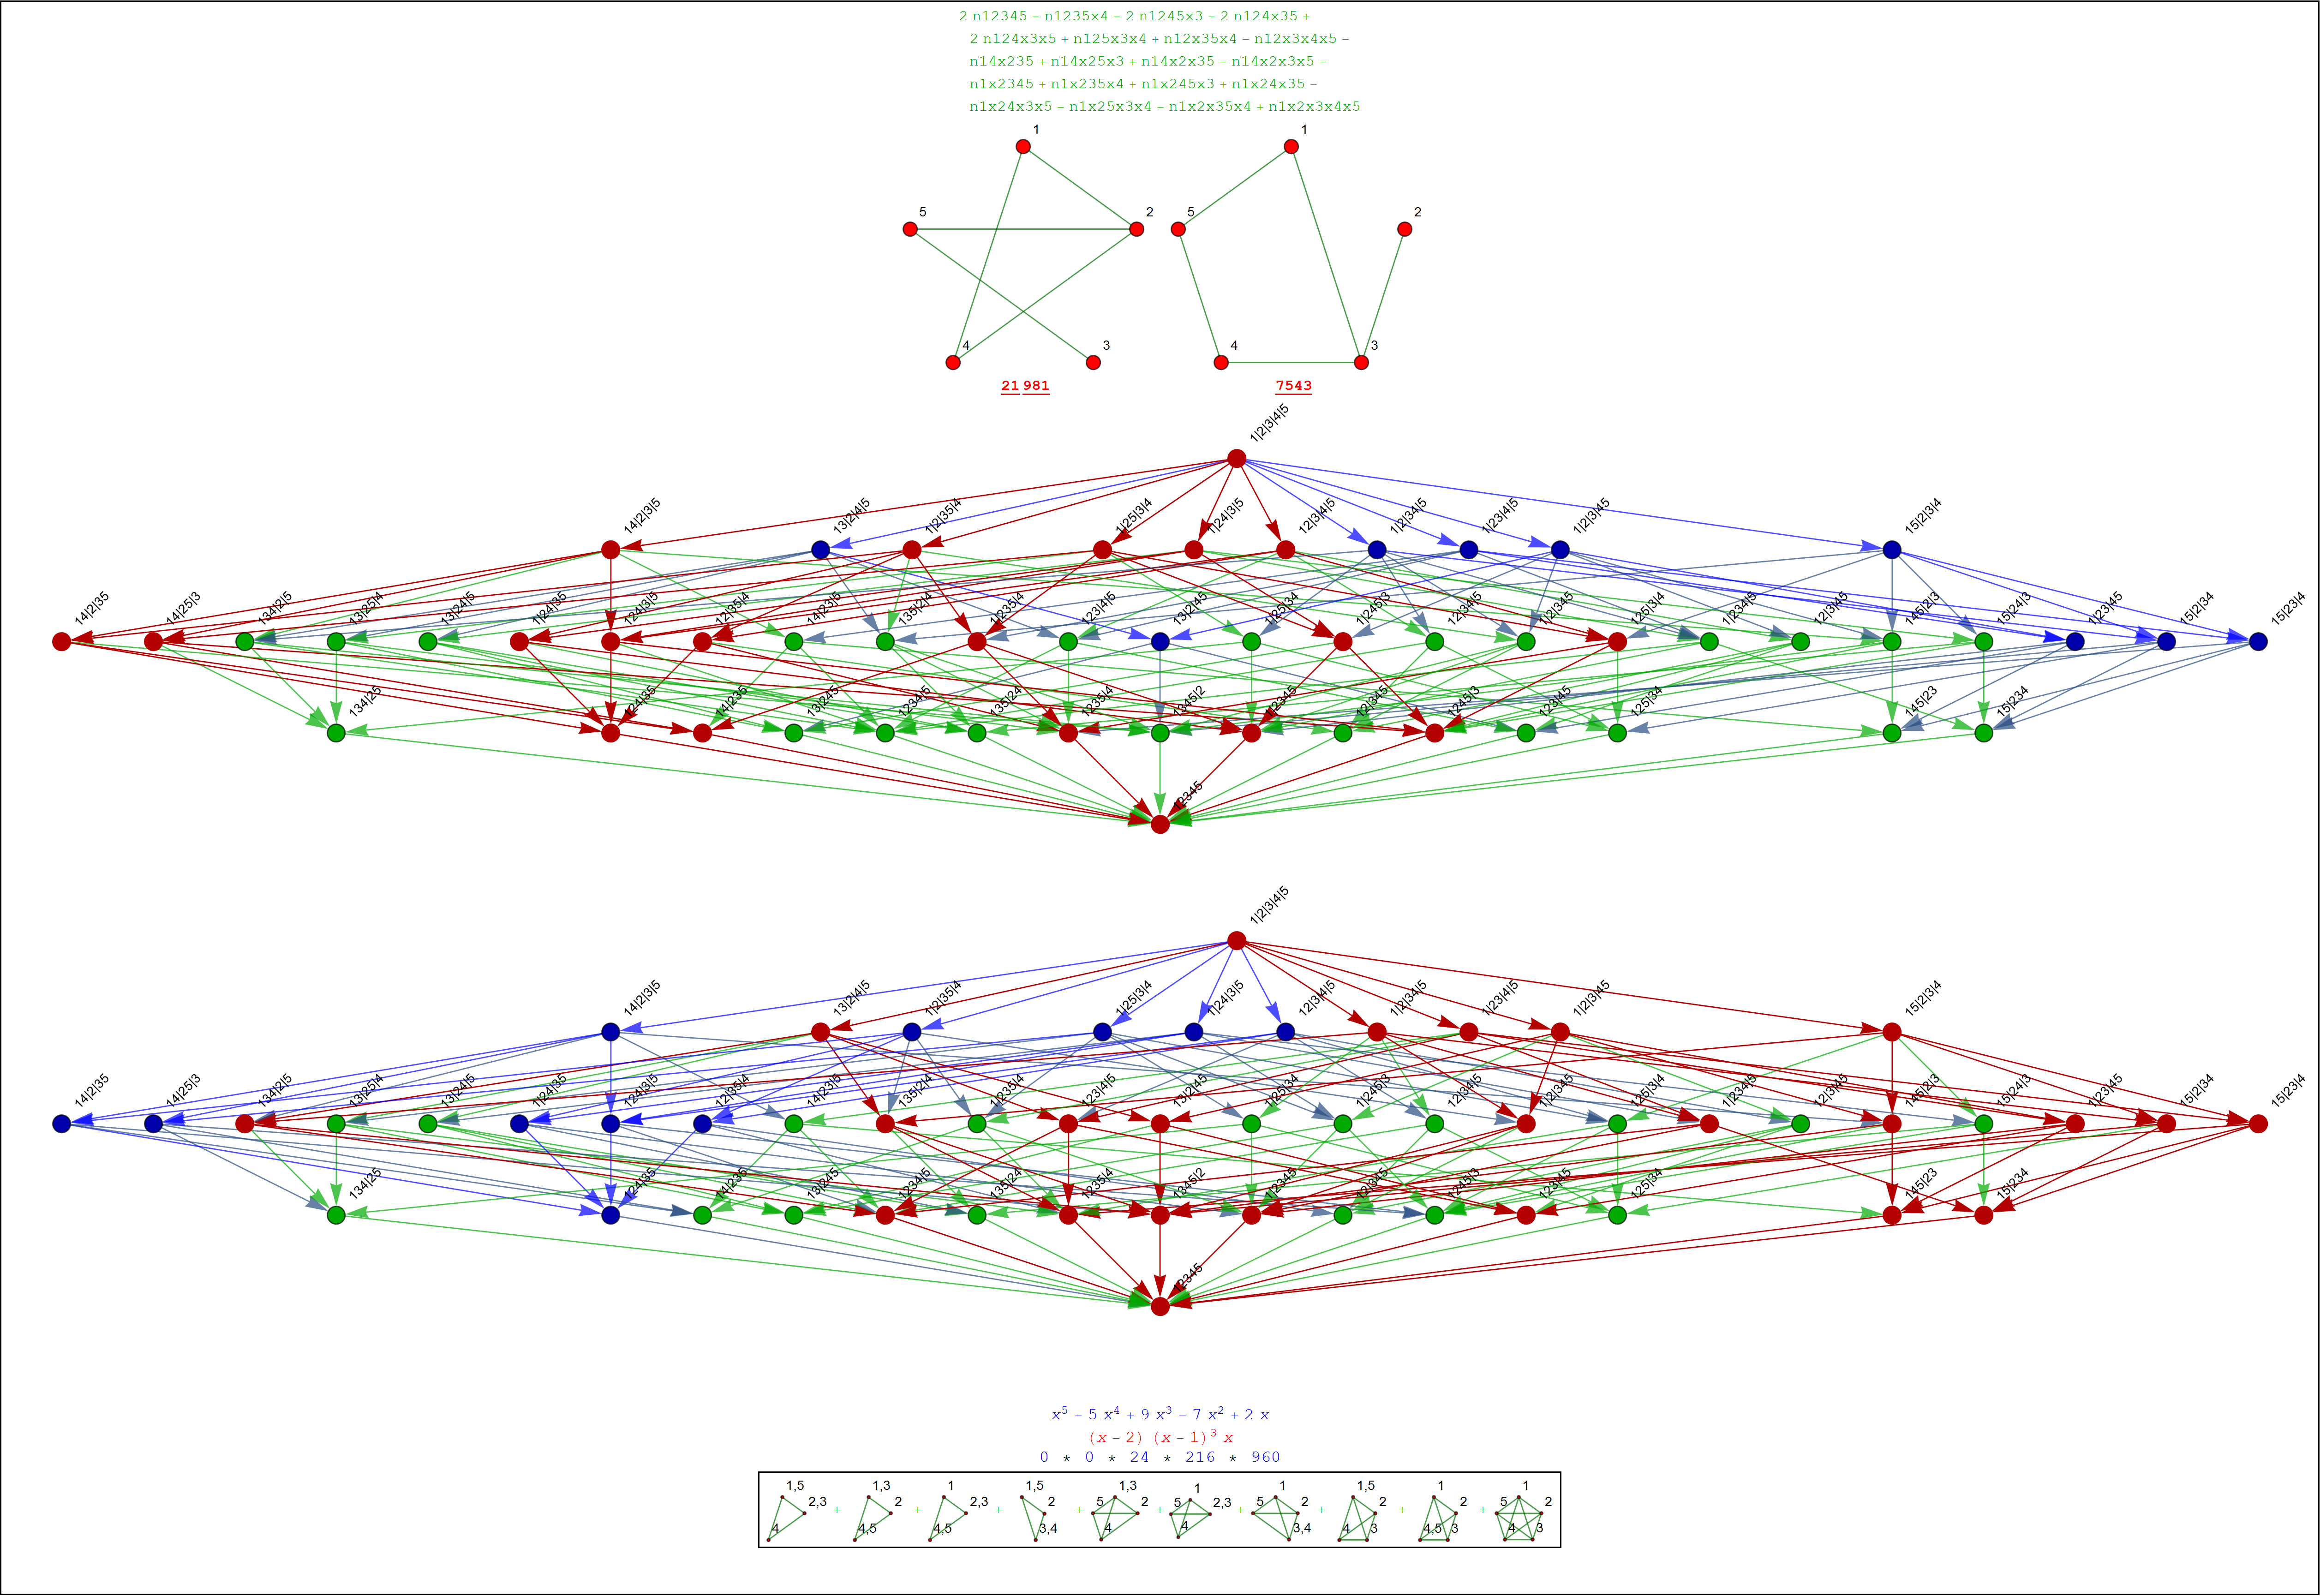 2 n12345 − n1235x4 − 2 n1245x3 − 2 n124x35 +
2 n124x3x5 + n125x3x4 + n12x35x4 − n12x3x4x5 −
n14x235 + n14x25x3 + n14x2x35 − n14x2x3x5 −
n1x2345 + n1x235x4 + n1x245x3 + n1x24x35 −
n1x24x3x5 − n1x25x3x4 − n1x2x35x4 + n1x2x3x4x5
1 1
5 2 5 2
4 3 4 3
21 981 7543
1|2|3|4|5
14|2|3|5 13|2|4|5 1|2|35|4 1|25|3|4 1|24|3|5 12|3|4|5 1|2|34|5 1|23|4|5 1|2|3|45 15|2|3|4
14|2|35 14|25|3 134|2|5 13|25|4 13|24|5 1|24|35 124|3|5 12|35|4 14|23|5 135|2|4 1|235|4 123|4|5 13|2|45 1|25|34 1|245|3 12|34|5 1|2|345 125|3|4 1|234|5 12|3|45 145|2|3 15|24|3 1|23|45 15|2|34 15|23|4
134|25 124|35 14|235 13|245 1234|5 135|24 1235|4 1345|2 1|2345 12|345 1245|3 123|45 125|34 145|23 15|234
12345
1|2|3|4|5
14|2|3|5 13|2|4|5 1|2|35|4 1|25|3|4 1|24|3|5 12|3|4|5 1|2|34|5 1|23|4|5 1|2|3|45 15|2|3|4
14|2|35 14|25|3 134|2|5 13|25|4 13|24|5 1|24|35 124|3|5 12|35|4 14|23|5 135|2|4 1|235|4 123|4|5 13|2|45 1|25|34 1|245|3 12|34|5 1|2|345 125|3|4 1|234|5 12|3|45 145|2|3 15|24|3 1|23|45 15|2|34 15|23|4
134|25 124|35 14|235 13|245 1234|5 135|24 1235|4 1345|2 1|2345 12|345 1245|3 123|45 125|34 145|23 15|234
12345
x⁵ − 5 x⁴ + 9 x³ − 7 x² + 2 x
(x − 2) (x − 1)³ x
0 * 0 * 24 * 216 * 960
1,5 1,3 1 1,5 1,3 1 1 1,5 1 1
2,3 2 2,3 2 5 2 5 2,3 5 2 2 2 5 2
+ + + + + + + + +
4 4,5 4,5 3,4 4 4 3,4 4 3 4,5 3 4 3